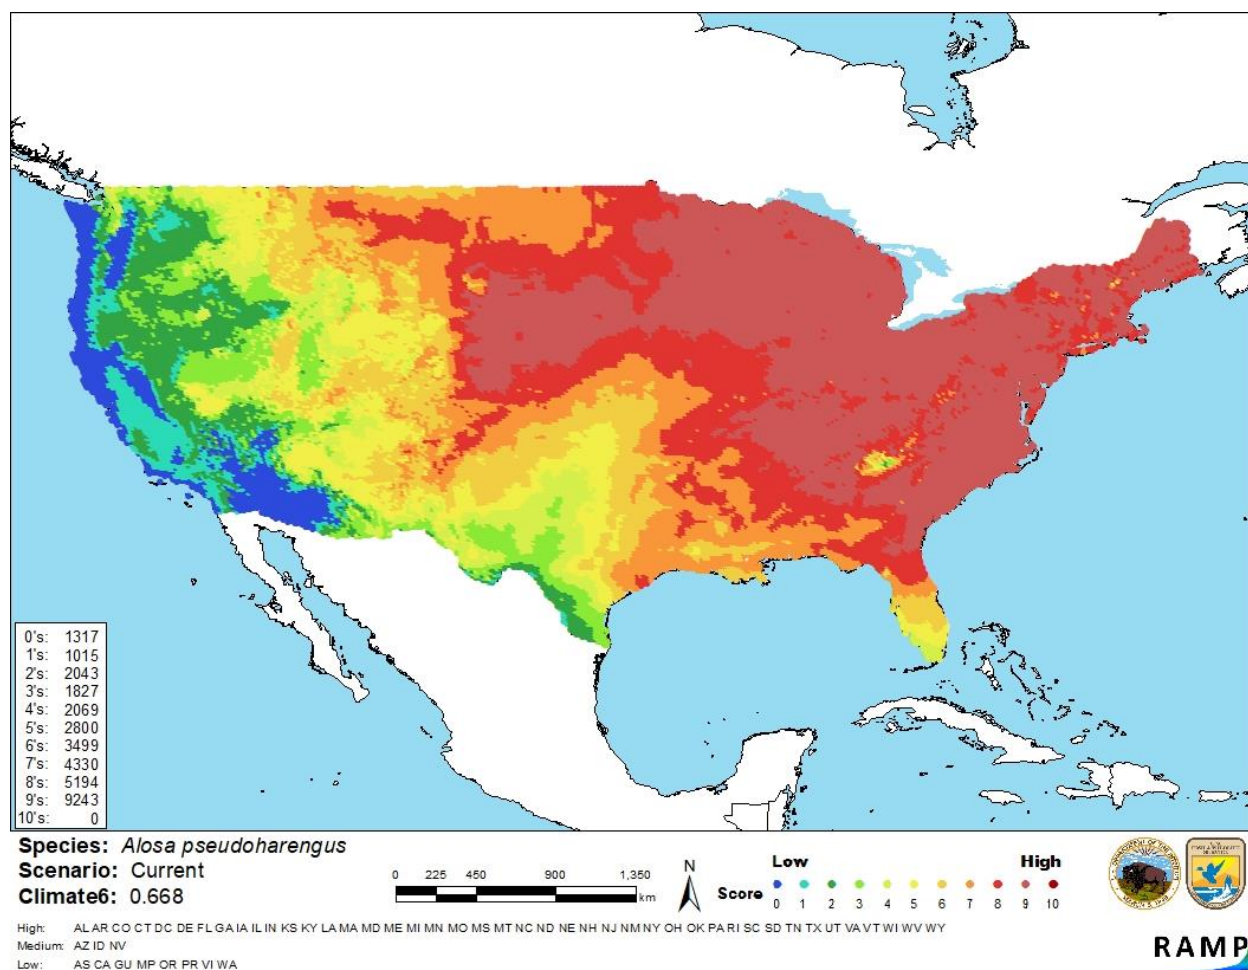 0's: 1317
1's: 1015
2's: 2043
3's: 1827
4's: 2069
5's: 2800
6's: 3499
7's: 4330
8's: 5194
9's: 9243
10's: 0
Species: Alosa pseudoharengus
Scenario: Current
Climate6: 0.668
0 225 450 900 1,350
km
N
Low High
Score 0 1 2 3 4 5 6 7 8 9 10
High: AL AR CO CT DC DE FL GA IA IL IN KS KY LA MA MD ME MI MN MO MS MT NC ND NE NH NJ NM NY OH OK PA RI SC SD TN TX UT VA VT WI WV WY
Medium: AZ ID NV
Low: AS CA GU MP OR PR VI WA
RAMP